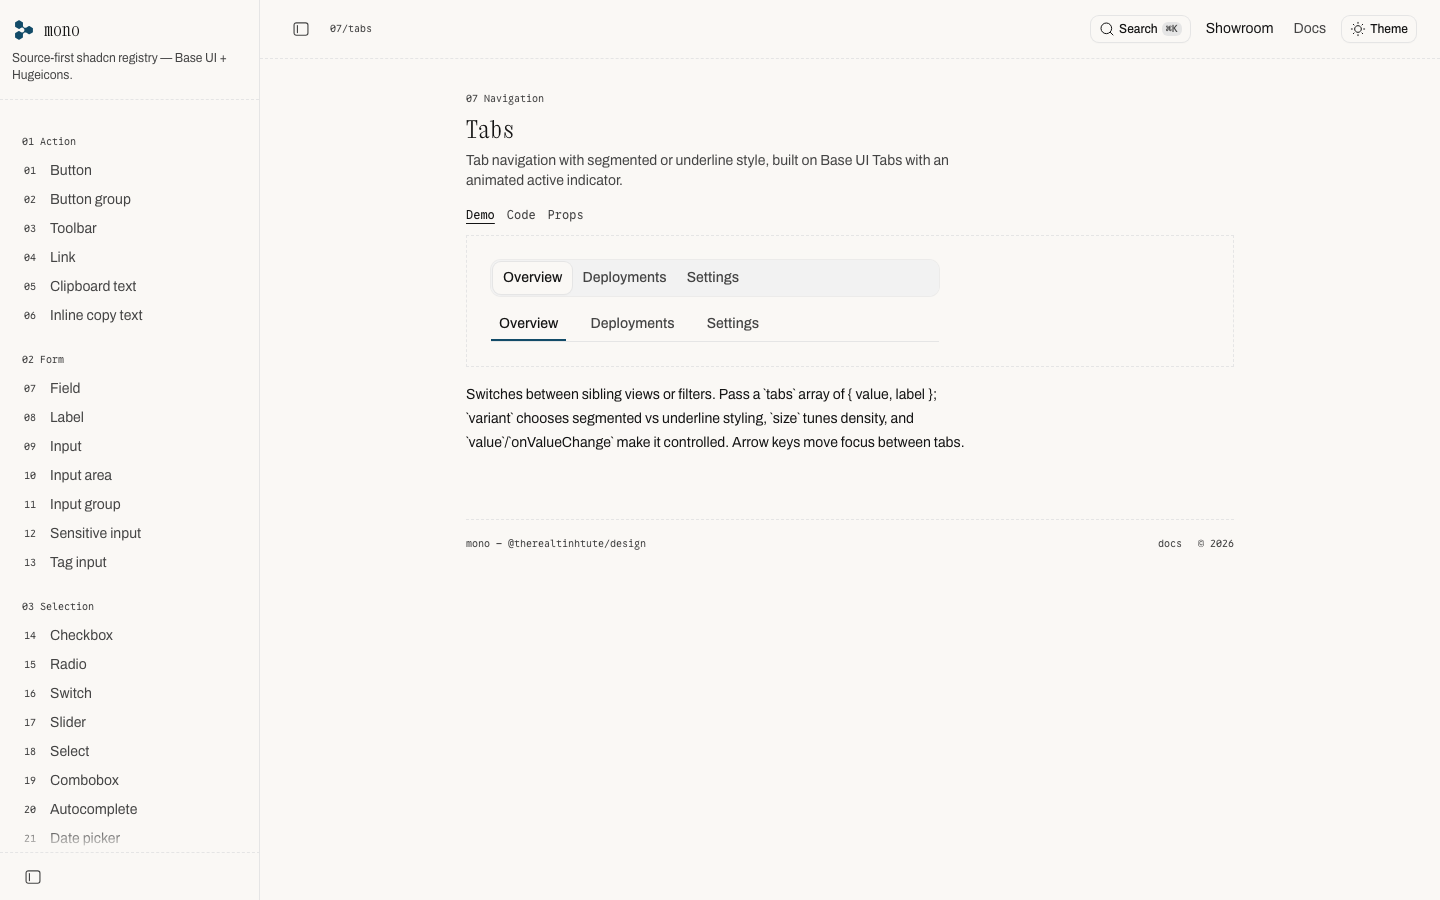 mono
Source-first shadcn registry — Base UI +
Hugeicons.
01 Action
01 Button
02 Button group
03 Toolbar
04 Link
05 Clipboard text
06 Inline copy text
02 Form
07 Field
08 Label
09 Input
10 Input area
11 Input group
12 Sensitive input
13 Tag input
03 Selection
14 Checkbox
15 Radio
16 Switch
17 Slider
18 Select
19 Combobox
20 Autocomplete
21 Date picker
07/tabs
Search ⌘K Showroom Docs Theme
07 Navigation
Tabs
Tab navigation with segmented or underline style, built on Base UI Tabs with an
animated active indicator.
Demo Code Props
Overview Deployments Settings
Overview Deployments Settings
Switches between sibling views or filters. Pass a `tabs` array of { value, label };
`variant` chooses segmented vs underline styling, `size` tunes density, and
`value`/`onValueChange` make it controlled. Arrow keys move focus between tabs.
mono — @therealtinhtute/design
docs © 2026